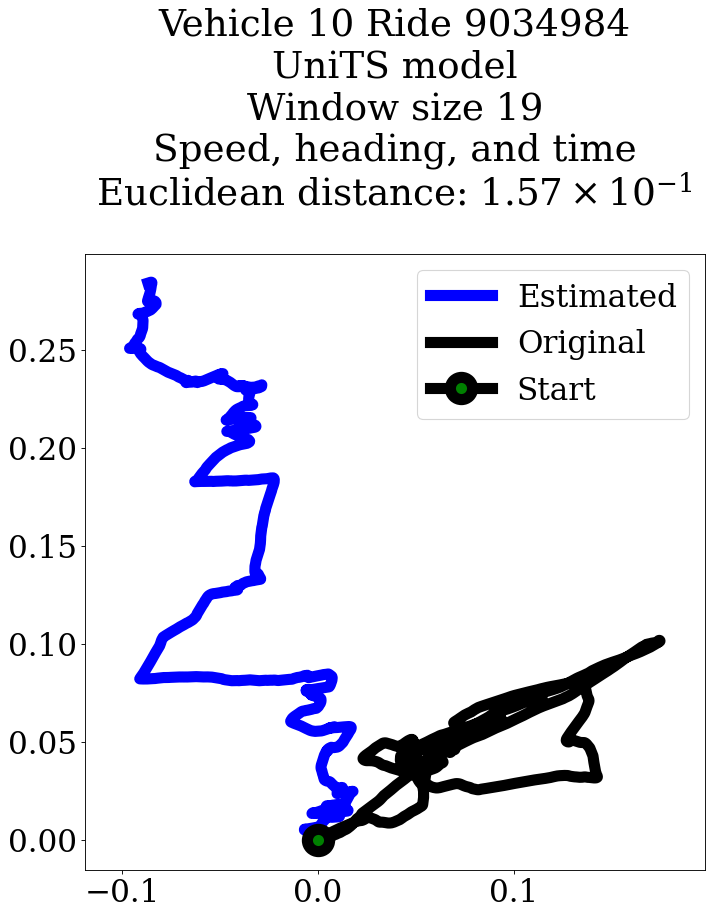 Vehicle 10 Ride 9034984
UniTS model
Window size 19
Speed, heading, and time
Euclidean distance: 1.57 × 10⁻¹
Estimated
Original
Start
0.25
0.20
0.15
0.10
0.05
0.00
−0.1
0.0
0.1